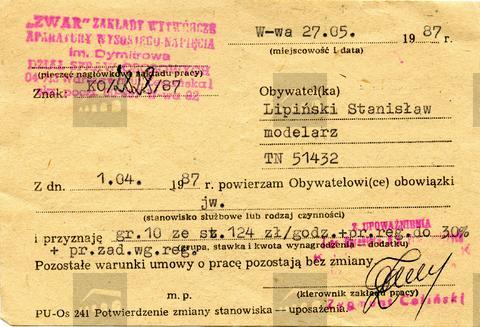 „ZWAR” ZAKŁADY WYTWÓRCZE
APARATURY WYSOKIEGO-NAPIĘCIA
im. Dymitrowa
W-wa 27.05. 1987 r.
(miejscowość i data)
(pieczęć nagłówkowa zakładu pracy)
Znak: KO/ /87
Obywatel(ka)
Lipiński Stanisław
modelarz
TN 51432
Z dn. 1.04. 1987 r. powierzam Obywatelowi(ce) obowiązki
jw.
(stanowisko służbowe lub rodzaj czynności)
i przyznaję gr.10 ze st.124 zł/godz.+pr.reg.do 30%
+ pr.zad.wg.reg.
(grupa, stawka i kwota wynagrodzenia — dodatku)
Z UPOWAŻNIENIA
Pozostałe warunki umowy o pracę pozostają bez zmiany.
m. p.
(kierownik zakładu pracy)
Zygmunt
PU-Os 241 Potwierdzenie zmiany stanowiska — uposażenia.